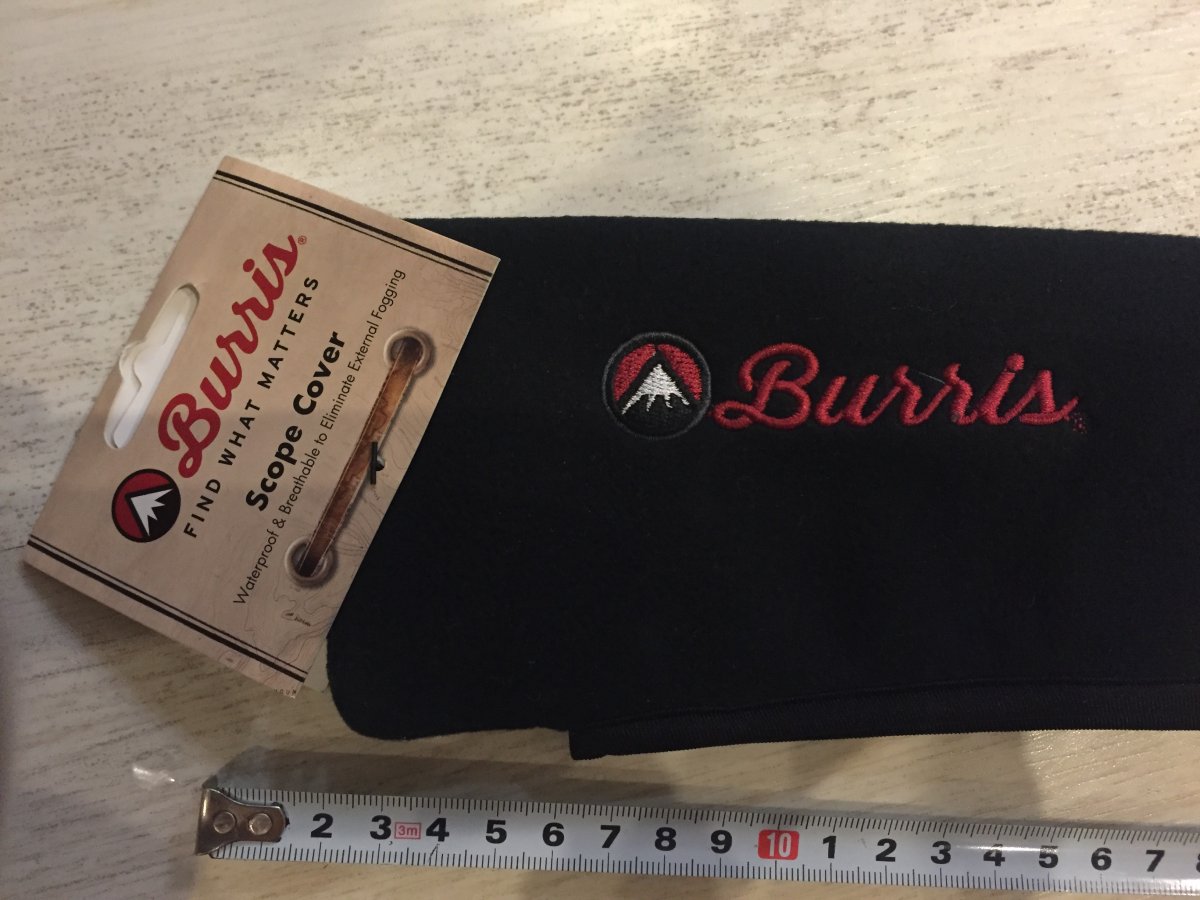 Burris®
FIND WHAT MATTERS
Scope Cover
Waterproof & Breathable to Eliminate External Fogging
Burris
2 3 3m 4 5 6 7 8 9 10 1 2 3 4 5 6 7